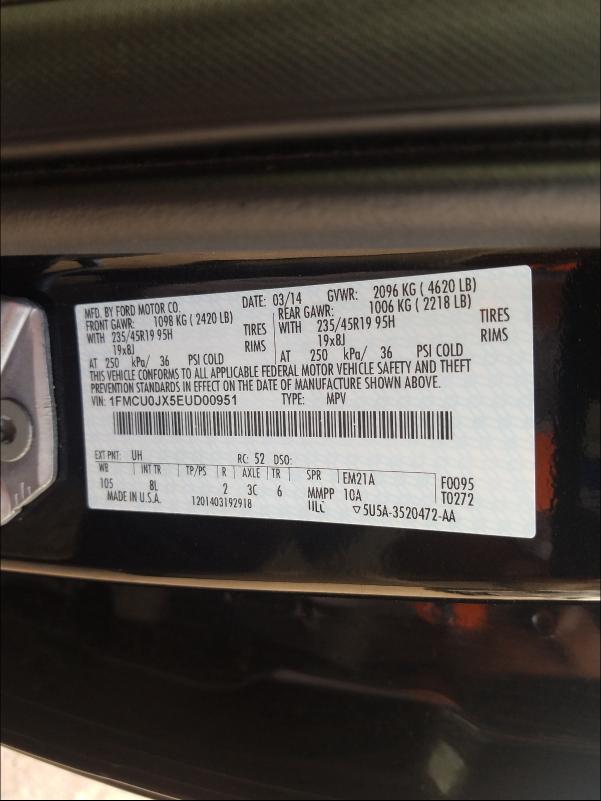 MFD. BY FORD MOTOR CO. DATE: 03/14 GVWR: 2096 KG ( 4620 LB)
FRONT GAWR: 1098 KG ( 2420 LB) REAR GAWR: 1006 KG ( 2218 LB)
WITH 235/45R19 95H TIRES WITH 235/45R19 95H TIRES
19x8J RIMS 19x8J RIMS
AT 250 kPa/ 36 PSI COLD AT 250 kPa/ 36 PSI COLD
THIS VEHICLE CONFORMS TO ALL APPLICABLE FEDERAL MOTOR VEHICLE SAFETY AND THEFT
PREVENTION STANDARDS IN EFFECT ON THE DATE OF MANUFACTURE SHOWN ABOVE.
VIN: 1FMCU0JX5EUD00951 TYPE: MPV
EXT PNT: UH RC: 52 DSO:
WB INT TR TP/PS R AXLE TR SPR EM21A F0095
105 8L 2 3C 6 MMPP 10A T0272
MADE IN U.S.A. 1201403192918 5U5A-3520472-AA